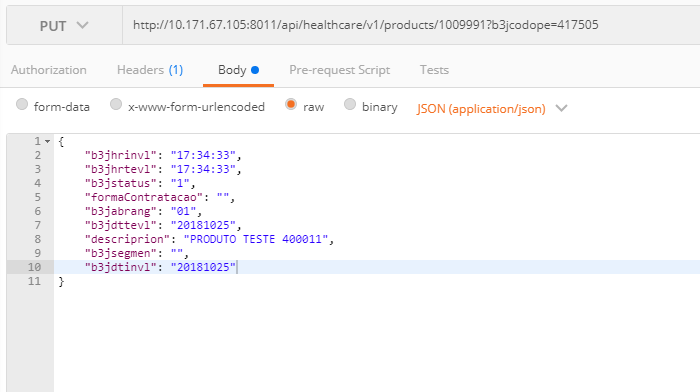 PUT http://10.171.67.105:8011/api/healthcare/v1/products/1009991?b3jcodope=417505
Authorization Headers (1) Body Pre-request Script Tests
form-data x-www-form-urlencoded raw binary JSON (application/json)
1 {
2 "b3jhrinvl": "17:34:33",
3 "b3jhrtevl": "17:34:33",
4 "b3jstatus": "1",
5 "formaContratacao": "",
6 "b3jabrang": "01",
7 "b3jdttevl": "20181025",
8 "descriprion": "PRODUTO TESTE 400011",
9 "b3jsegmen": "",
10 "b3jdtinvl": "20181025"
11 }